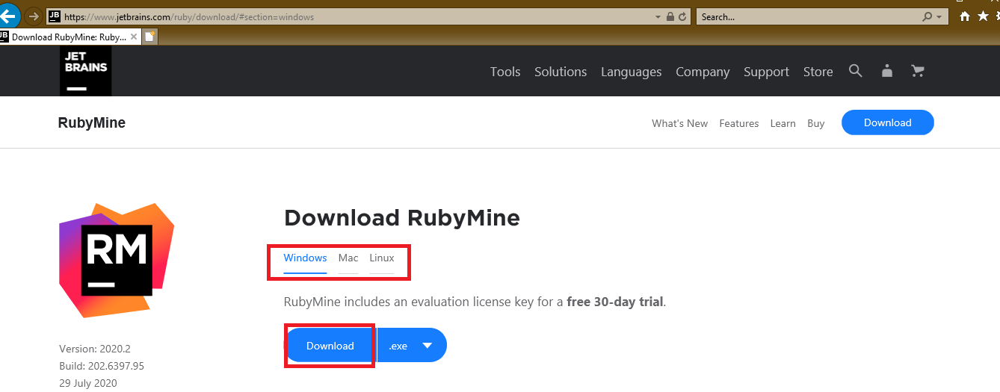 JB https://www.jetbrains.com/ruby/download/#section=windows Search...
JB Download RubyMine: Ruby...
JET
BRAINS
Tools Solutions Languages Company Support Store
RubyMine What's New Features Learn Buy Download
RM
Download RubyMine
Windows Mac Linux
RubyMine includes an evaluation license key for a free 30-day trial.
Download .exe
Version: 2020.2
Build: 202.6397.95
29 July 2020